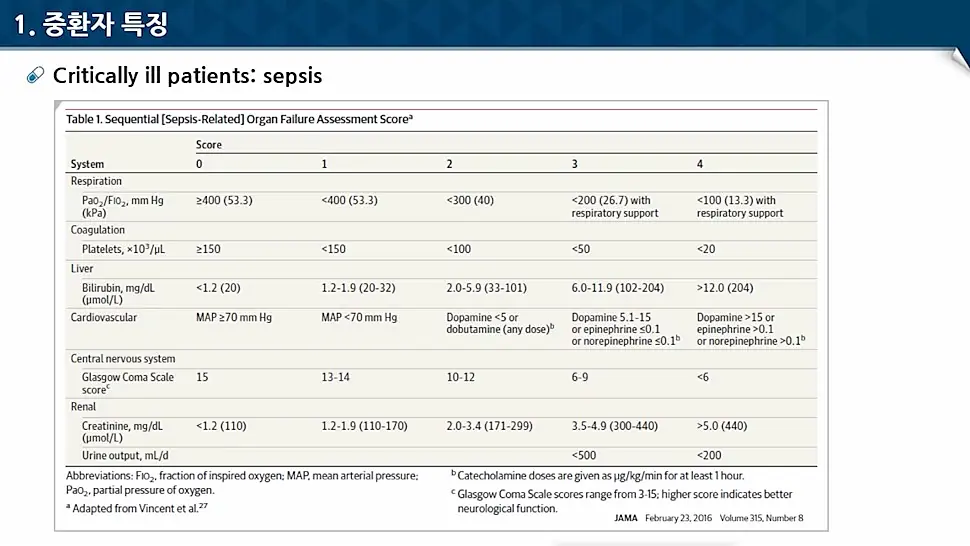 1. 중환자 특징
Critically ill patients: sepsis
Table 1. Sequential [Sepsis-Related] Organ Failure Assessment Scoreᵃ
Score
System 0 1 2 3 4
Respiration
PaO₂/FIO₂, mm Hg (kPa) ≥400 (53.3) <400 (53.3) <300 (40) <200 (26.7) with respiratory support <100 (13.3) with respiratory support
Coagulation
Platelets, ×10³/μL ≥150 <150 <100 <50 <20
Liver
Bilirubin, mg/dL (μmol/L) <1.2 (20) 1.2-1.9 (20-32) 2.0-5.9 (33-101) 6.0-11.9 (102-204) >12.0 (204)
Cardiovascular MAP ≥70 mm Hg MAP <70 mm Hg Dopamine <5 or dobutamine (any dose)ᵇ Dopamine 5.1-15 or epinephrine ≤0.1 or norepinephrine ≤0.1ᵇ Dopamine >15 or epinephrine >0.1 or norepinephrine >0.1ᵇ
Central nervous system
Glasgow Coma Scale scoreᶜ 15 13-14 10-12 6-9 <6
Renal
Creatinine, mg/dL (μmol/L) <1.2 (110) 1.2-1.9 (110-170) 2.0-3.4 (171-299) 3.5-4.9 (300-440) >5.0 (440)
Urine output, mL/d <500 <200
Abbreviations: FIO₂, fraction of inspired oxygen; MAP, mean arterial pressure;
PaO₂, partial pressure of oxygen.
ᵃ Adapted from Vincent et al.²⁷
ᵇ Catecholamine doses are given as μg/kg/min for at least 1 hour.
ᶜ Glasgow Coma Scale scores range from 3-15; higher score indicates better
neurological function.
JAMA February 23, 2016 Volume 315, Number 8